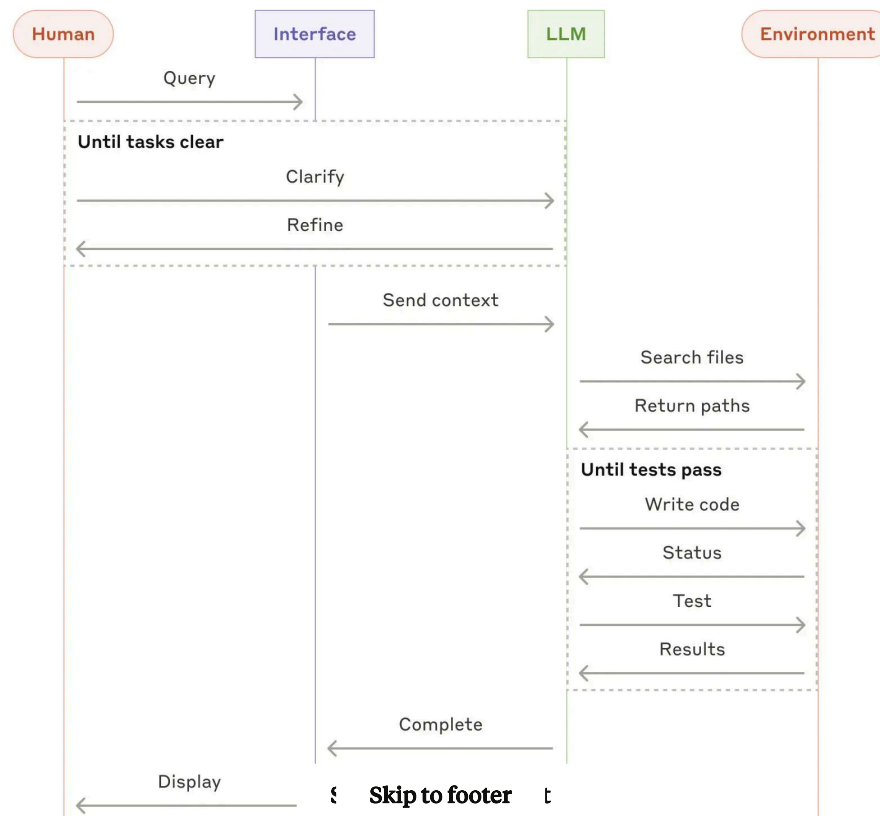 Human Interface LLM Environment
Query
Until tasks clear
Clarify
Refine
Send context
Search files
Return paths
Until tests pass
Write code
Status
Test
Results
Complete
Display
Skip to footer